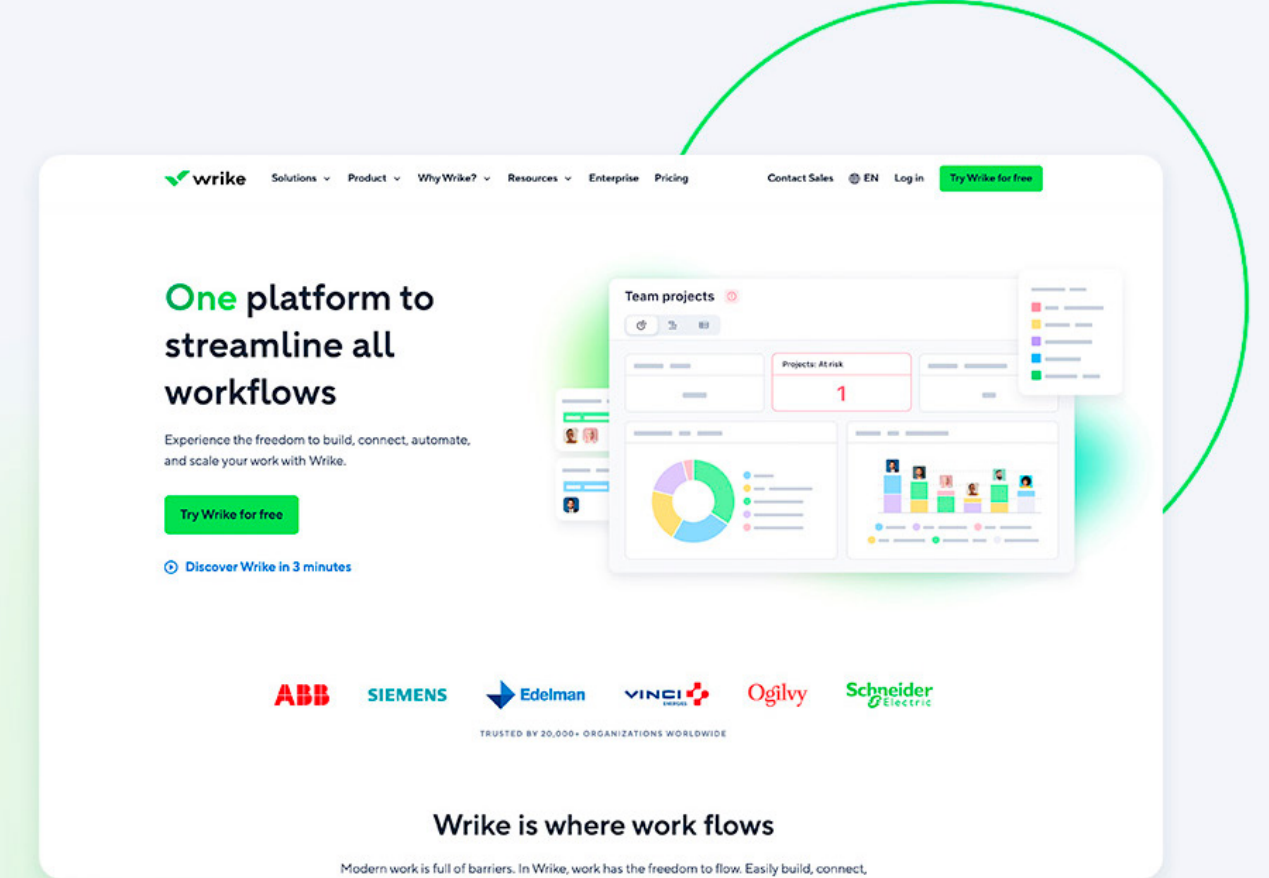 wrike Solutions Product Why Wrike? Resources Enterprise Pricing Contact Sales EN Log in Try Wrike for free
One platform to
streamline all
workflows
Experience the freedom to build, connect, automate,
and scale your work with Wrike.
Try Wrike for free
Discover Wrike in 3 minutes
Team projects
Projects: At risk
1
ABB SIEMENS Edelman VINCI ENERGIES Ogilvy Schneider Electric
TRUSTED BY 20,000+ ORGANIZATIONS WORLDWIDE
Wrike is where work flows
Modern work is full of barriers. In Wrike, work has the freedom to flow. Easily build, connect,